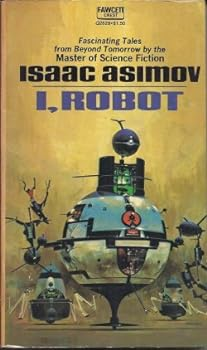 FAWCETT
CREST
Fascinating Tales
from Beyond Tomorrow by the
Master of Science Fiction
ISAAC ASIMOV
I, ROBOT